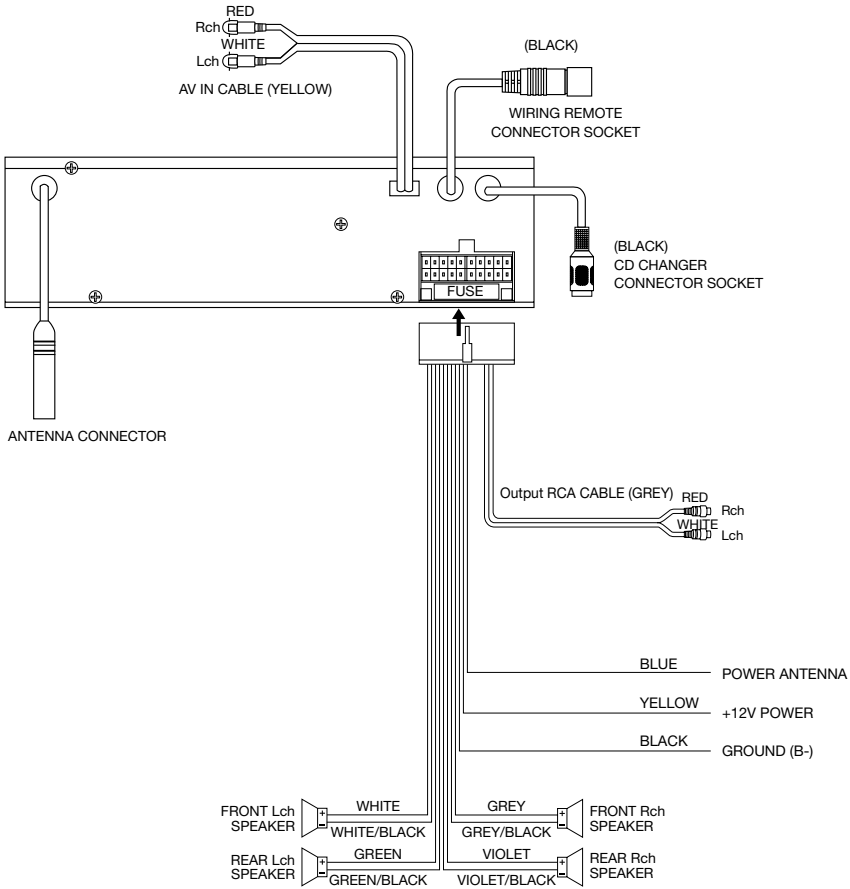 RED
Rch
WHITE
Lch
AV IN CABLE (YELLOW)
(BLACK)
WIRING REMOTE
CONNECTOR SOCKET
(BLACK)
CD CHANGER
CONNECTOR SOCKET
FUSE
ANTENNA CONNECTOR
Output RCA CABLE (GREY)
RED
Rch
WHITE
Lch
BLUE
POWER ANTENNA
YELLOW
+12V POWER
BLACK
GROUND (B-)
FRONT Lch
SPEAKER
+
-
WHITE
WHITE/BLACK
GREY
GREY/BLACK
+
-
FRONT Rch
SPEAKER
REAR Lch
SPEAKER
+
-
GREEN
GREEN/BLACK
VIOLET
VIOLET/BLACK
+
-
REAR Rch
SPEAKER